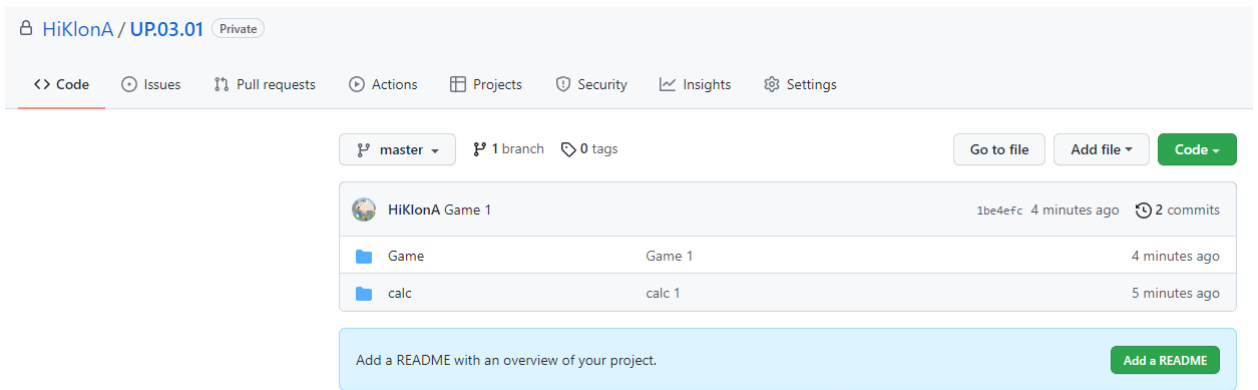 HiKlonA / UP.03.01 Private
Code Issues Pull requests Actions Projects Security Insights Settings
master 1 branch 0 tags Go to file Add file Code
HiKlonA Game 1 1be4efc 4 minutes ago 2 commits
Game Game 1 4 minutes ago
calc calc 1 5 minutes ago
Add a README with an overview of your project. Add a README